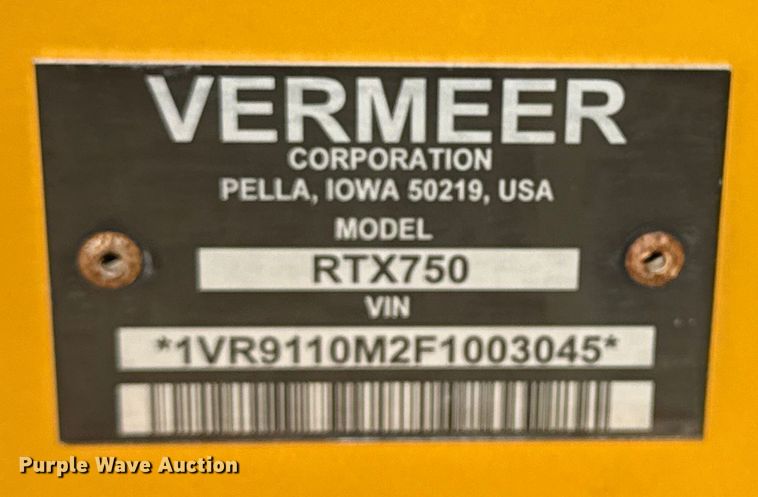 VERMEER
CORPORATION
PELLA, IOWA 50219, USA
MODEL
RTX750
VIN
*1VR9110M2F1003045*
Purple Wave Auction